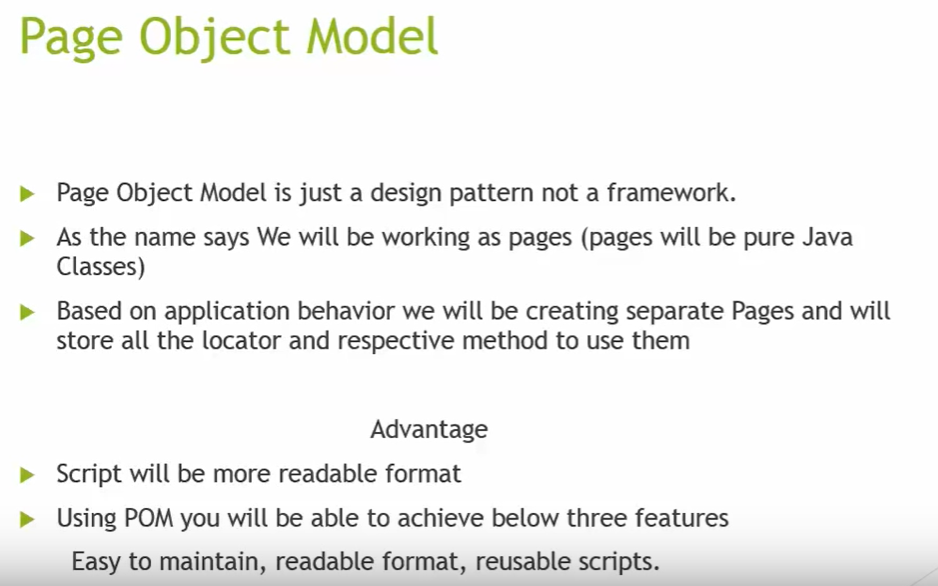 Page Object Model
Page Object Model is just a design pattern not a framework.
As the name says We will be working as pages (pages will be pure Java
Classes)
Based on application behavior we will be creating separate Pages and will
store all the locator and respective method to use them
Advantage
Script will be more readable format
Using POM you will be able to achieve below three features
Easy to maintain, readable format, reusable scripts.